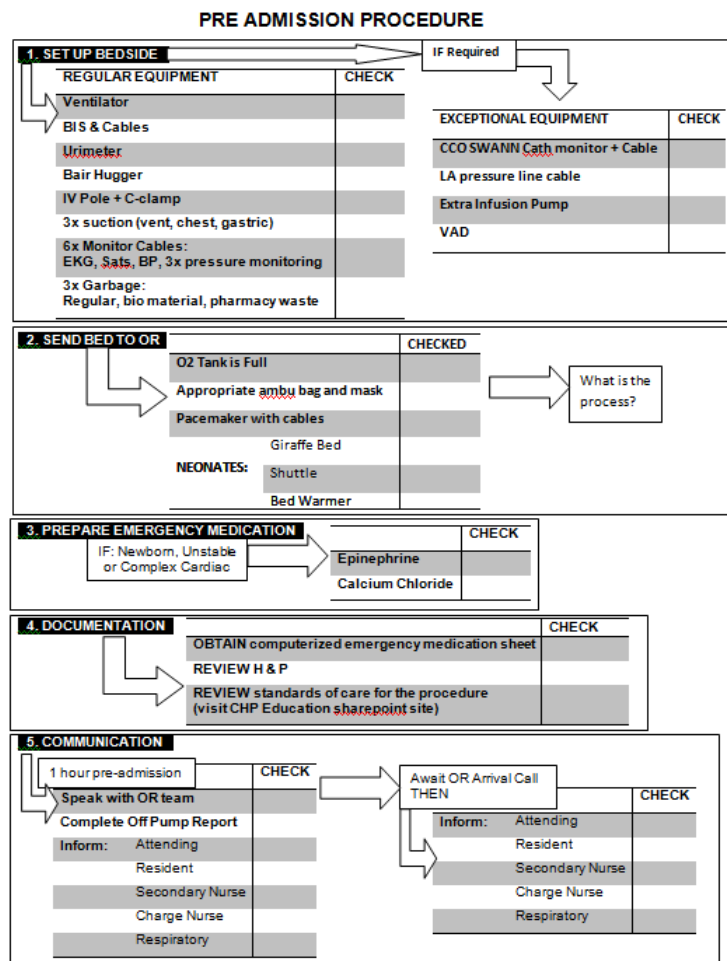 PRE ADMISSION PROCEDURE
1. SET UP BEDSIDE
IF Required
REGULAR EQUIPMENT CHECK
Ventilator
BIS & Cables
Urimeter
Bair Hugger
IV Pole + C-clamp
3x suction (vent, chest, gastric)
6x Monitor Cables:
EKG, Sats, BP, 3x pressure monitoring
3x Garbage:
Regular, bio material, pharmacy waste
EXCEPTIONAL EQUIPMENT CHECK
CCO SWANN Cath monitor + Cable
LA pressure line cable
Extra Infusion Pump
VAD
2. SEND BED TO OR
CHECKED
O2 Tank is Full
Appropriate ambu bag and mask
Pacemaker with cables
NEONATES:
Giraffe Bed
Shuttle
Bed Warmer
What is the
process?
3. PREPARE EMERGENCY MEDICATION
IF: Newborn, Unstable
or Complex Cardiac
CHECK
Epinephrine
Calcium Chloride
4. DOCUMENTATION
CHECK
OBTAIN computerized emergency medication sheet
REVIEW H & P
REVIEW standards of care for the procedure
(visit CHP Education sharepoint site)
5. COMMUNICATION
1 hour pre-admission
CHECK
Speak with OR team
Complete Off Pump Report
Inform: Attending
Resident
Secondary Nurse
Charge Nurse
Respiratory
Await OR Arrival Call
THEN
CHECK
Inform: Attending
Resident
Secondary Nurse
Charge Nurse
Respiratory